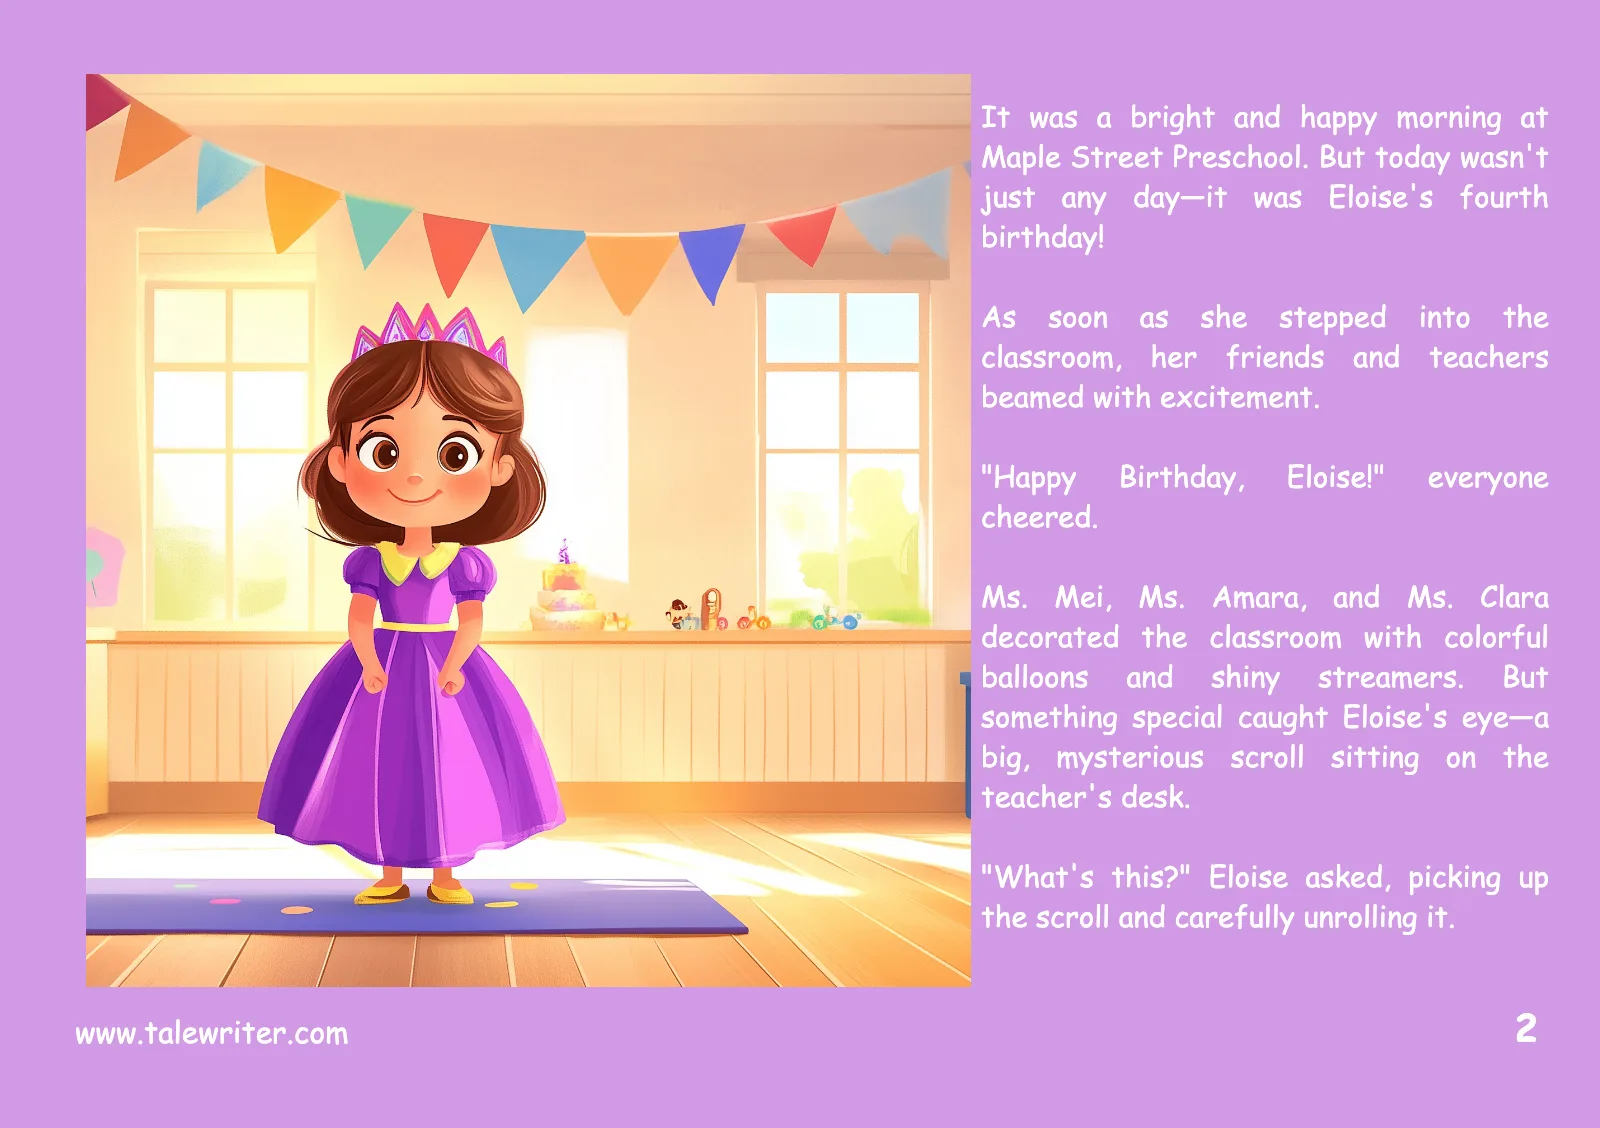 It was a bright and happy morning at
Maple Street Preschool. But today wasn't
just any day—it was Eloise's fourth
birthday!
As soon as she stepped into the
classroom, her friends and teachers
beamed with excitement.
"Happy Birthday, Eloise!" everyone
cheered.
Ms. Mei, Ms. Amara, and Ms. Clara
decorated the classroom with colorful
balloons and shiny streamers. But
something special caught Eloise's eye—a
big, mysterious scroll sitting on the
teacher's desk.
"What's this?" Eloise asked, picking up
the scroll and carefully unrolling it.
www.talewriter.com
2